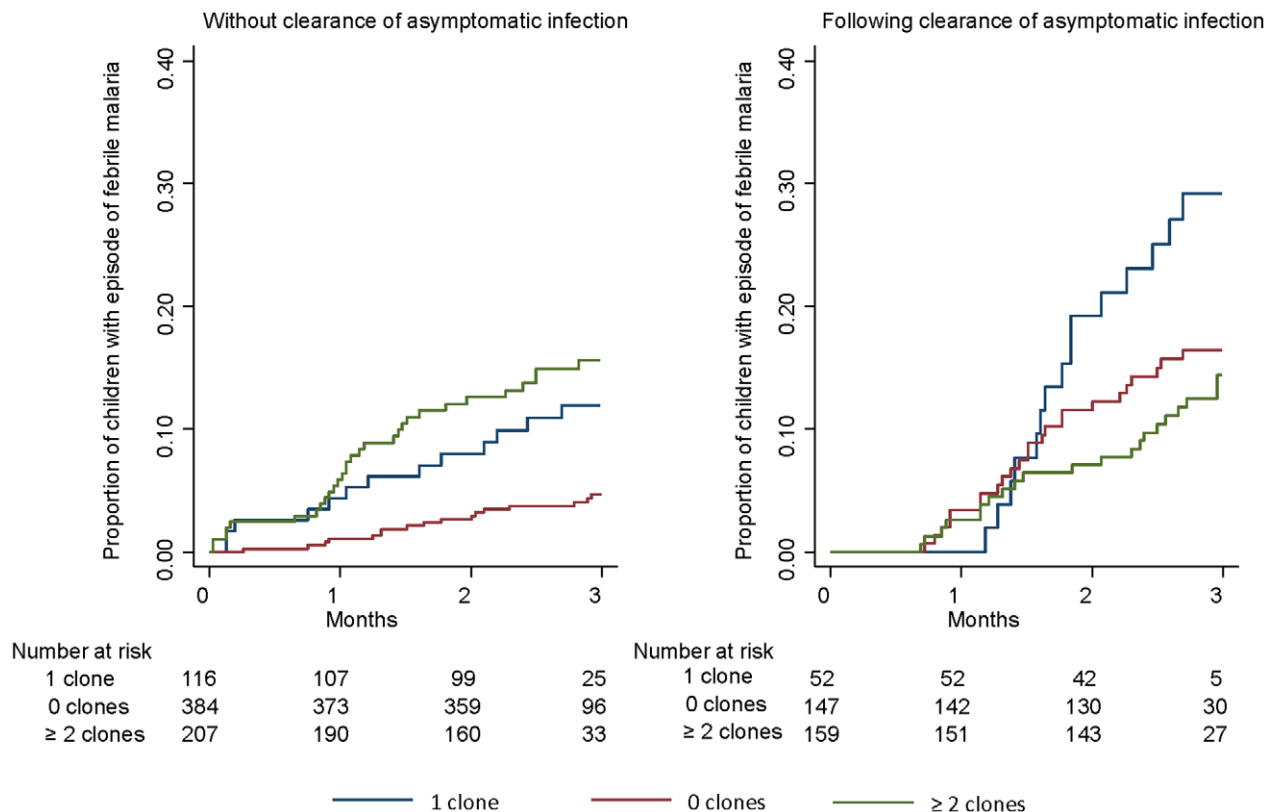 Without clearance of asymptomatic infection
Proportion of children with episode of febrile malaria
0.40
0.30
0.20
0.10
0.00
0 1 2 3
Months
Number at risk
1 clone 116 107 99 25
0 clones 384 373 359 96
≥ 2 clones 207 190 160 33
Following clearance of asymptomatic infection
Proportion of children with episode of febrile malaria
0.40
0.30
0.20
0.10
0.00
0 1 2 3
Months
Number at risk
1 clone 52 52 42 5
0 clones 147 142 130 30
≥ 2 clones 159 151 143 27
1 clone 0 clones ≥ 2 clones